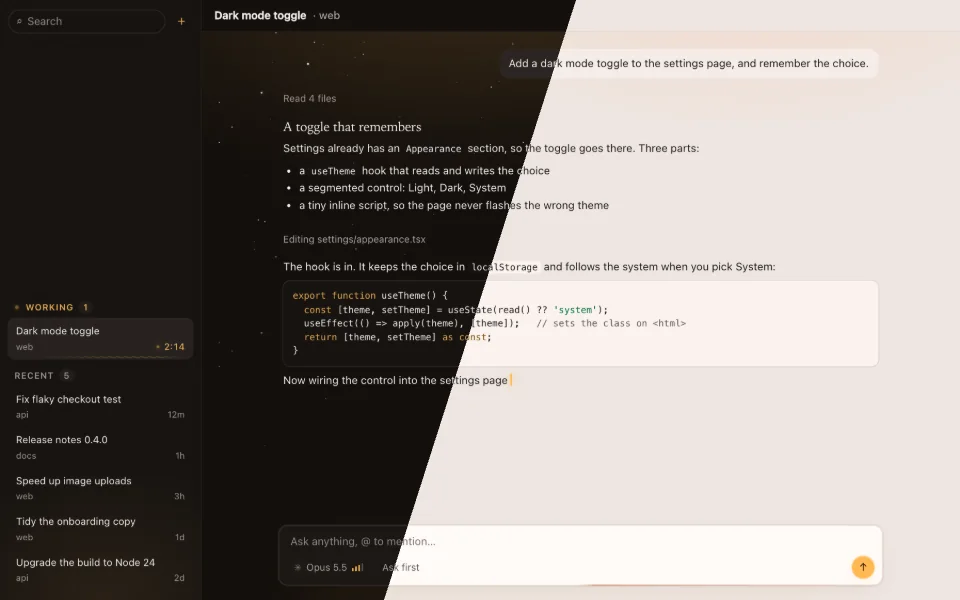 Search
+
WORKING 1
Dark mode toggle
web
2:14
RECENT 5
Fix flaky checkout test
api
12m
Release notes 0.4.0
docs
1h
Speed up image uploads
web
3h
Tidy the onboarding copy
web
1d
Upgrade the build to Node 24
api
2d
Dark mode toggle · web
Add a dark mode toggle to the settings page, and remember the choice.
Read 4 files
A toggle that remembers
Settings already has an Appearance section, so the toggle goes there. Three parts:
• a useTheme hook that reads and writes the choice
• a segmented control: Light, Dark, System
• a tiny inline script, so the page never flashes the wrong theme
Editing settings/appearance.tsx
The hook is in. It keeps the choice in localStorage and follows the system when you pick System:
export function useTheme() {
const [theme, setTheme] = useState(read() ?? 'system');
useEffect(() => apply(theme), [theme]); // sets the class on <html>
return [theme, setTheme] as const;
}
Now wiring the control into the settings page
Ask anything, @ to mention...
Opus 5.5
Ask first